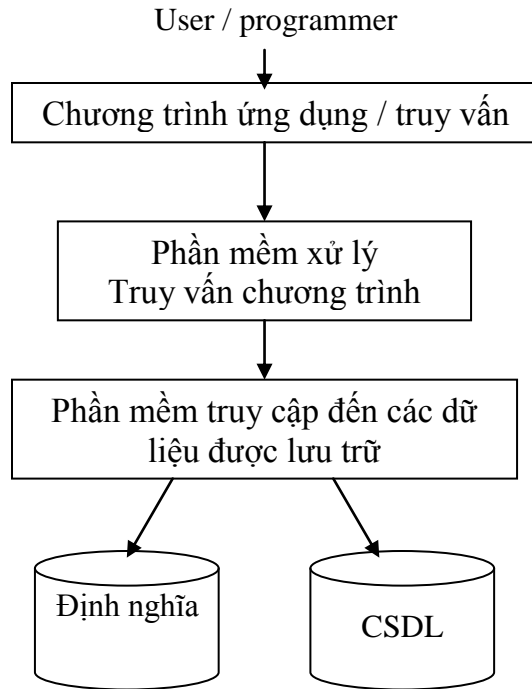 User / programmer
Chương trình ứng dụng / truy vấn
Phần mềm xử lý
Truy vấn chương trình
Phần mềm truy cập đến các dữ
liệu được lưu trữ
Định nghĩa
CSDL